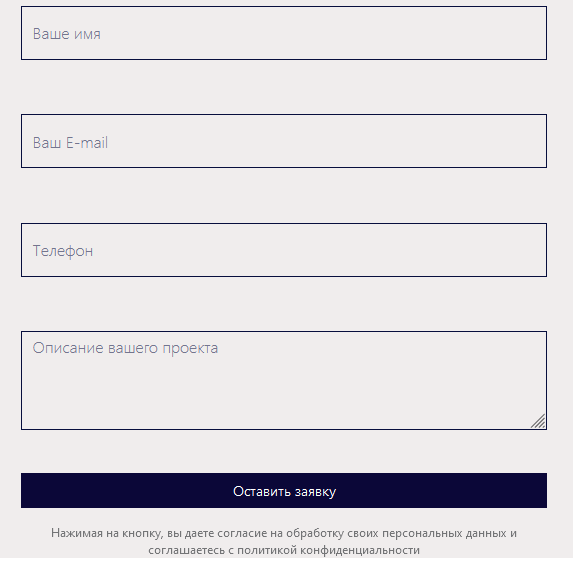 Ваше имя
Ваш E-mail
Телефон
Описание вашего проекта
Оставить заявку
Нажимая на кнопку, вы даете согласие на обработку своих персональных данных и
соглашаетесь с политикой конфиденциальности